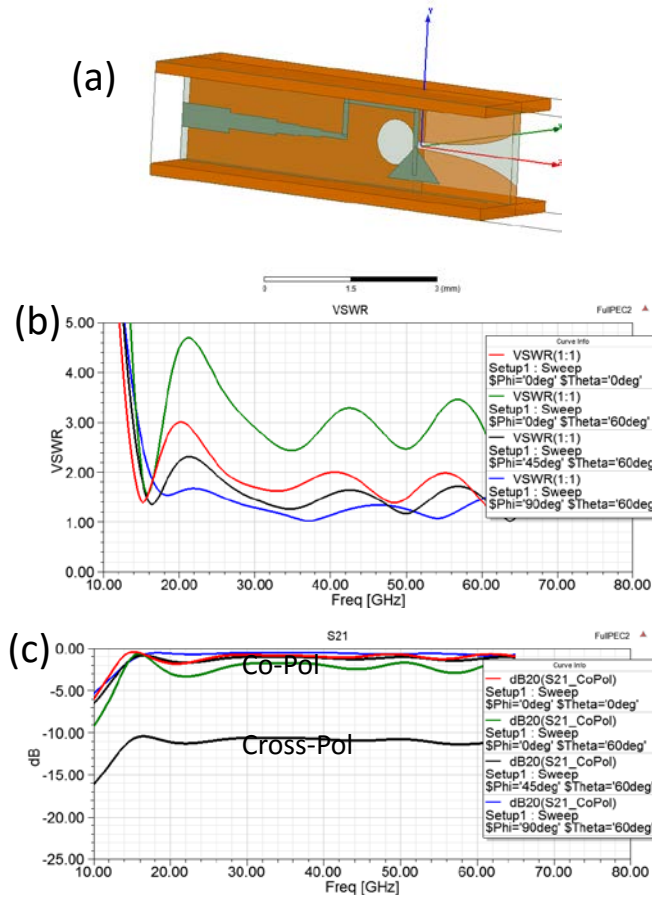 (a)
Y
0 1.5 3 (mm)
(b)
VSWR
FullPEC2
5.00
4.00
3.00
2.00
1.00
0.00
VSWR
10.00 20.00 30.00 40.00 50.00 60.00 70.00 80.00
Freq [GHz]
Curve Info
VSWR(1:1)
Setup1 : Sweep
$Phi='0deg' $Theta='0deg'
VSWR(1:1)
Setup1 : Sweep
$Phi='0deg' $Theta='60deg'
VSWR(1:1)
Setup1 : Sweep
$Phi='45deg' $Theta='60deg'
VSWR(1:1)
Setup1 : Sweep
$Phi='90deg' $Theta='60deg'
(c)
S21
FullPEC2
0.00
-5.00
-10.00
-15.00
-20.00
-25.00
dB
Co-Pol
Cross-Pol
10.00 20.00 30.00 40.00 50.00 60.00 70.00 80.00
Freq [GHz]
Curve Info
dB20(S21_CoPol)
Setup1 : Sweep
$Phi='0deg' $Theta='0deg'
dB20(S21_CoPol)
Setup1 : Sweep
$Phi='0deg' $Theta='60deg'
dB20(S21_CoPol)
Setup1 : Sweep
$Phi='45deg' $Theta='60deg'
dB20(S21_CoPol)
Setup1 : Sweep
$Phi='90deg' $Theta='60deg'